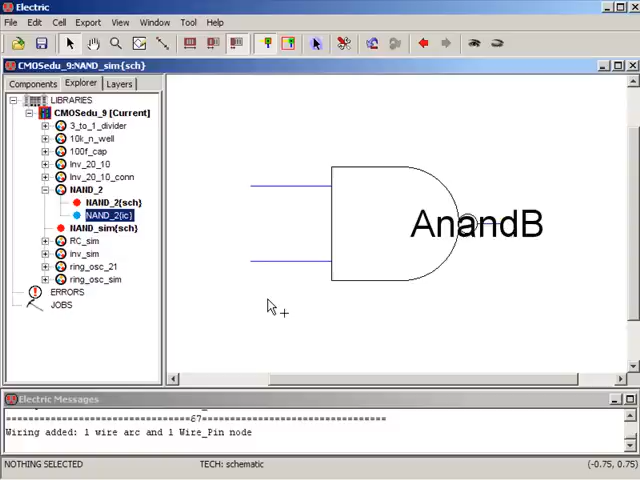 Electric
File Edit Cell Export View Window Tool Help
CMOSedu_9:NAND_sim{sch}
Components Explorer Layers
LIBRARIES
CMOSedu_9 [Current]
3_to_1_divider
10k_n_well
100f_cap
Inv_20_10
Inv_20_10_conn
NAND_2
NAND_2{sch}
NAND_2{ic}
NAND_sim{sch}
RC_sim
inv_sim
ring_osc_21
ring_osc_sim
ERRORS
JOBS
AnandB
Electric Messages
================================67================================
Wiring added: 1 wire arc and 1 Wire_Pin node
NOTHING SELECTED TECH: schematic (-0.75, 0.75)